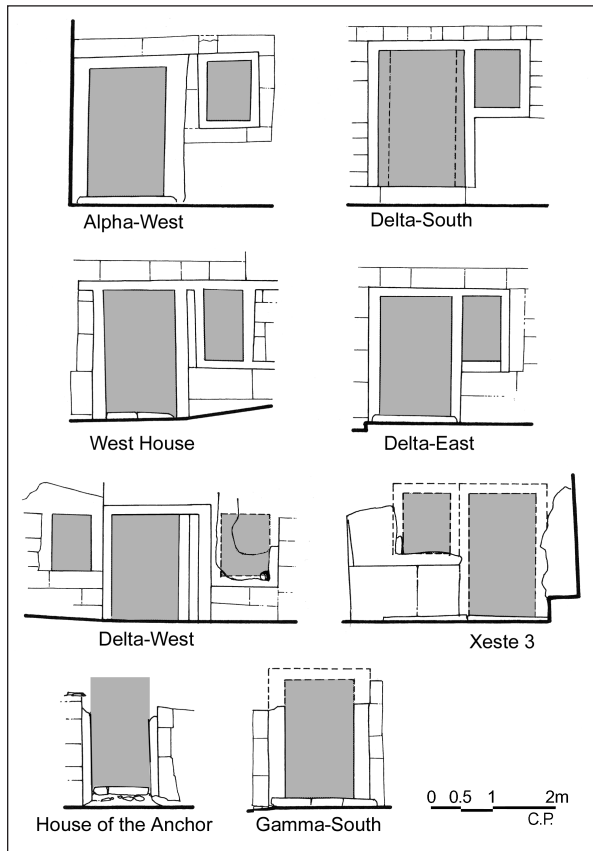 Alpha-West
Delta-South
West House
Delta-East
Delta-West
Xeste 3
House of the Anchor
Gamma-South
0 0.5 1 2m
C.P.